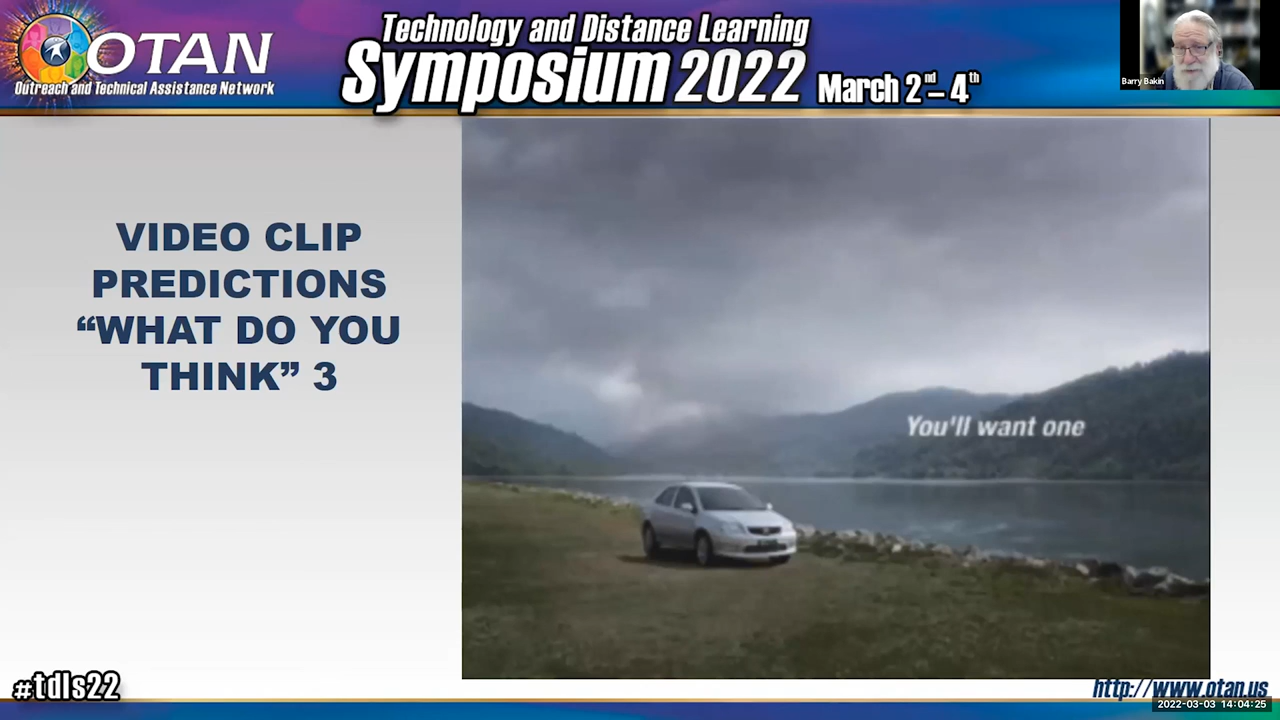 OTAN
Outreach and Technical Assistance Network
Technology and Distance Learning
Symposium 2022 March 2nd – 4th
Barry Bakin
VIDEO CLIP
PREDICTIONS
“WHAT DO YOU
THINK” 3
You'll want one
#tdls22
http://www.otan.us
2022-03-03 14:04:25